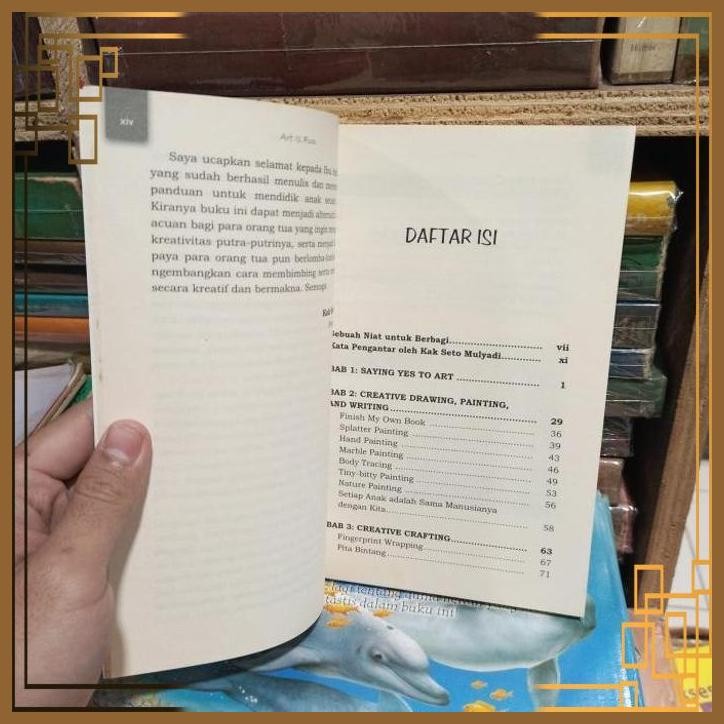 xiv
Art is Fun
Saya ucapkan selamat kepada Ibu
yang sudah berhasil menulis dan
panduan untuk mendidik anak
Kiranya buku ini dapat menjadi
acuan bagi para orang tua yang ingin
kreativitas putra-putrinya, serta
paya para orang tua pun
ngembangkan cara membimbing serta
secara kreatif dan bermakna. Semoga
DAFTAR ISI
Sebuah Niat untuk Berbagi vii
Kata Pengantar oleh Kak Seto Mulyadi xi
BAB 1: SAYING YES TO ART 1
BAB 2: CREATIVE DRAWING, PAINTING,
AND WRITING 29
Finish My Own Book 36
Splatter Painting 39
Hand Painting 43
Marble Painting 46
Body Tracing 49
Tiny-bitty Painting 53
Nature Painting 56
Setiap Anak adalah Sama Manusianya
dengan Kita 58
BAB 3: CREATIVE CRAFTING 63
Fingerprint Wrapping 67
Pita Bintang 71
dalam buku ini